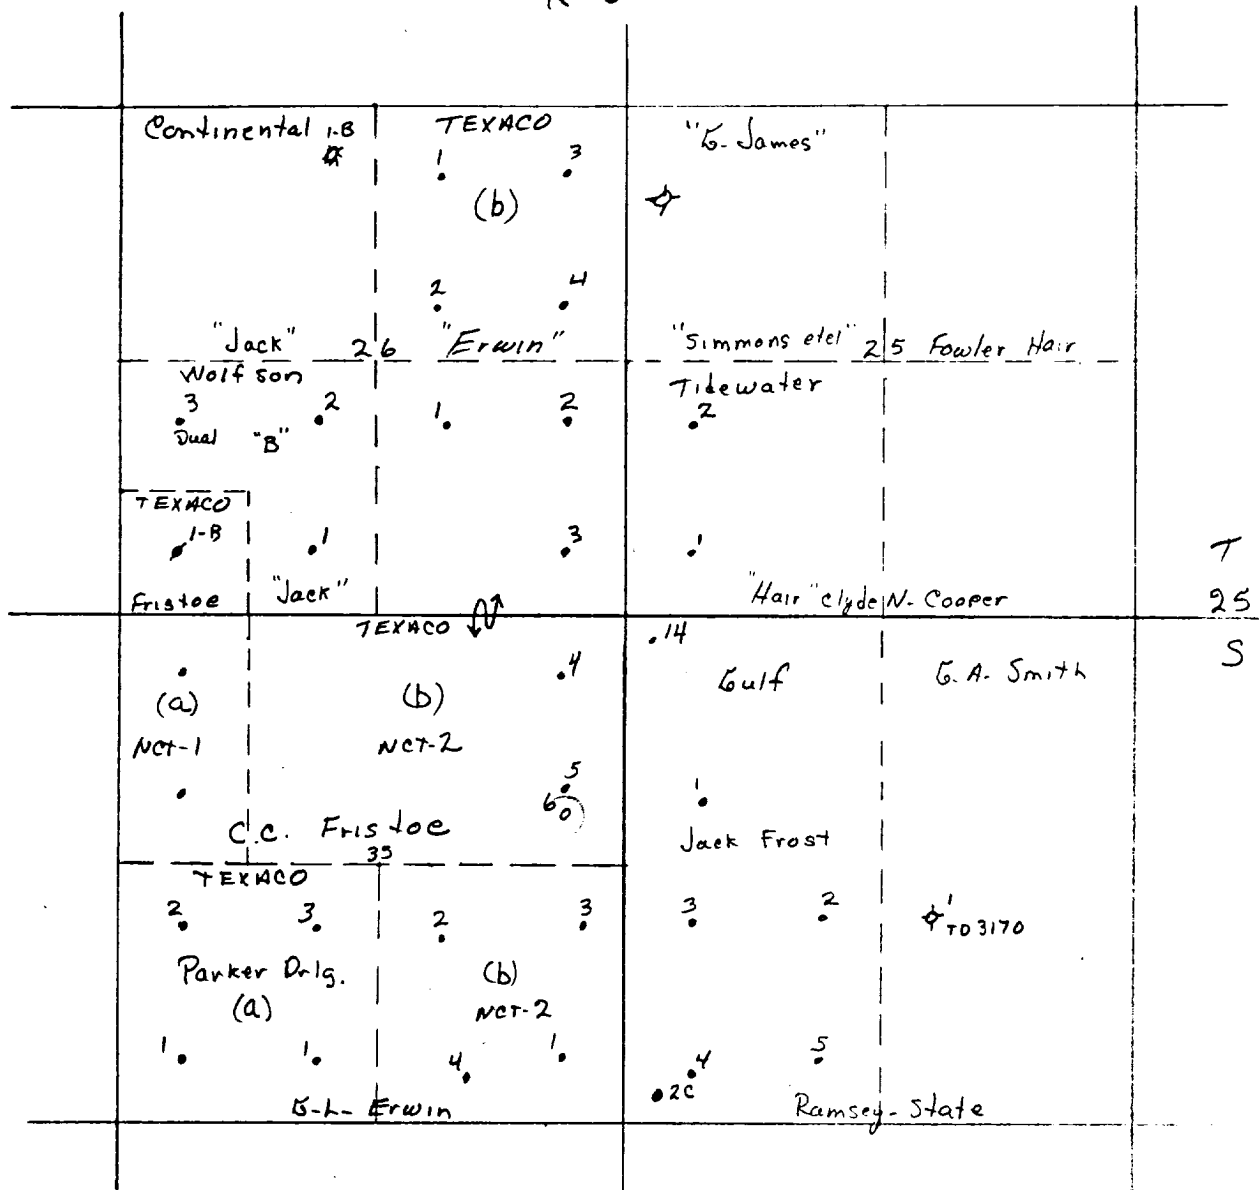 R
Continental 1-B
TEXACO
1
3
(b)
2
4
"Jack"
26
"Erwin"
"G. James"
"Simmons etel"
25
Fowler Hair
Wolfson
3
2
Dual "B"
1
2
Tidewater
2
TEXACO
1-B
1
3
1
Fristoe
"Jack"
"Hair" Clyde N. Cooper
T
25
S
TEXACO
14
4
(a)
(b)
NCT-1
NCT-2
5
6
Gulf
G.A. Smith
1
Jack Frost
C.C. Fristoe
35
TEXACO
2
3
2
3
3
2
1
TD 3170
Parker Drlg.
(a)
(b)
NCT-2
1
1
4
1
4
5
2C
G-L- Erwin
Ramsey-State